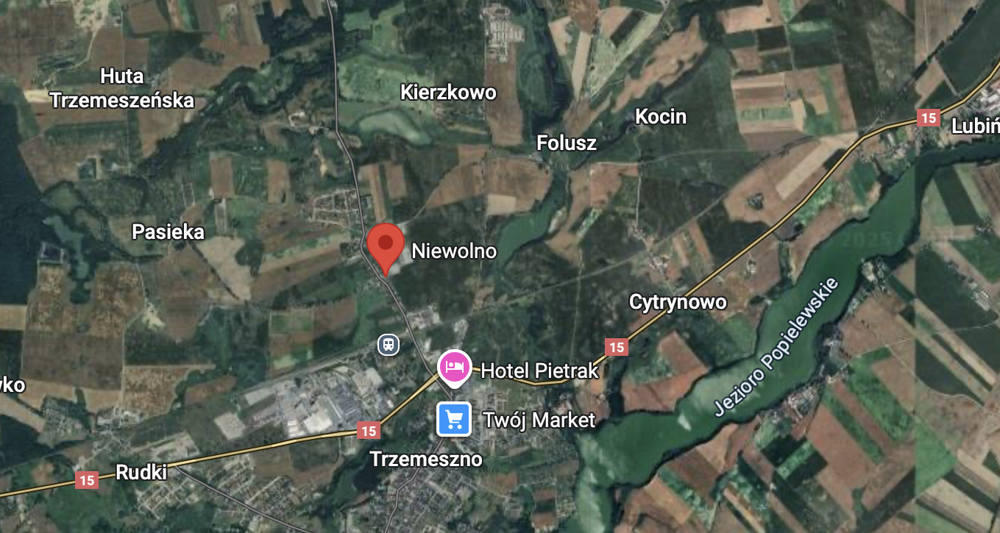 Huta
Trzemeszeńska
Kierzkowo
Kocin
15
Lubiń
Folusz
Pasieka
Niewolno
Cytrynowo
Jezioro Popielewskie
15
Hotel Pietrak
Twój Market
15
Trzemeszno
Rudki
15